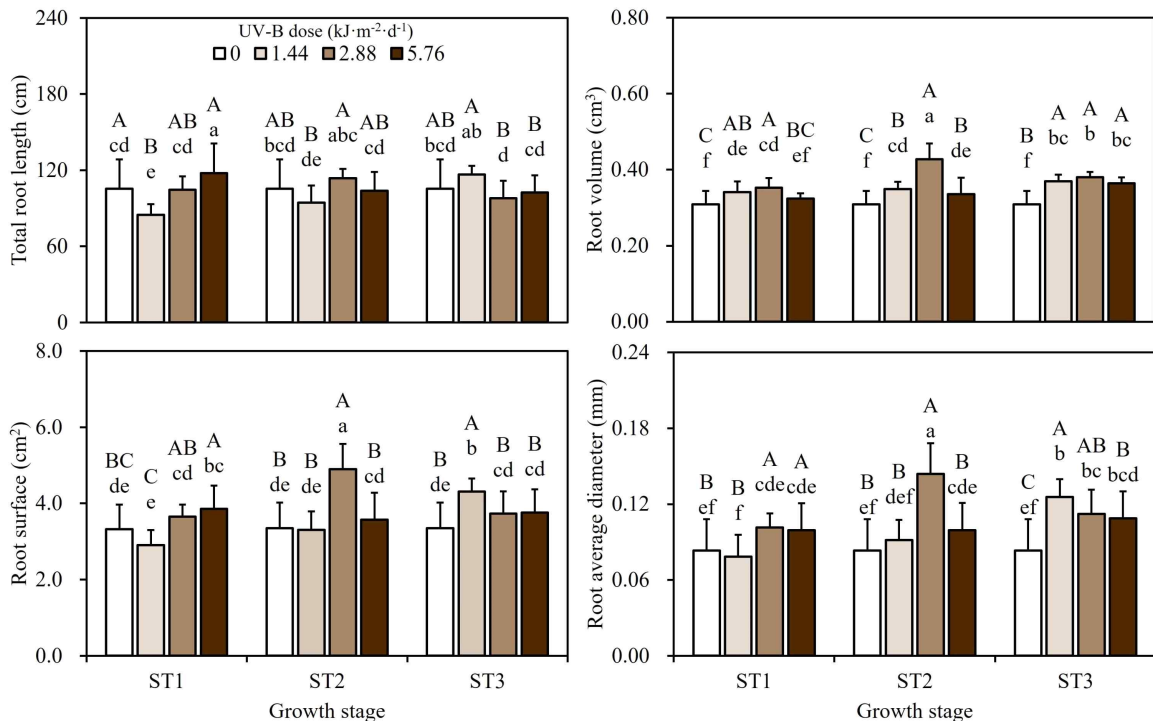 UV-B dose (kJ·m⁻²·d⁻¹)
0 1.44 2.88 5.76
Total root length (cm)
240
180
120
60
0
A B AB A AB B A AB AB A B B
cd e cd a bcd de abc cd bcd ab d cd
Root volume (cm³)
0.80
0.60
0.40
0.20
0.00
C AB A BC C B A B B A A A
f de cd ef f cd a de f bc b bc
Root surface (cm²)
8.0
6.0
4.0
2.0
0.0
BC C AB A B B A B B A B B
de e cd bc de de a cd de b cd cd
ST1 ST2 ST3
Growth stage
Root average diameter (mm)
0.24
0.18
0.12
0.06
0.00
B B A A B B A B C A AB B
ef f cde cde ef def a cde ef b bc bcd
ST1 ST2 ST3
Growth stage